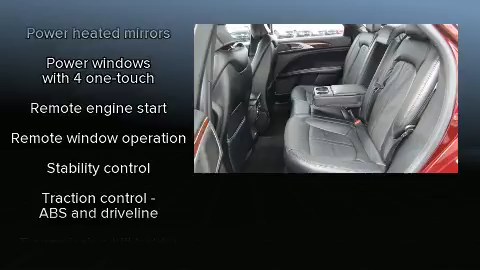 Power heated mirrors
Power windows
with 4 one-touch
Remote engine start
Remote window operation
Stability control
Traction control -
ABS and driveline